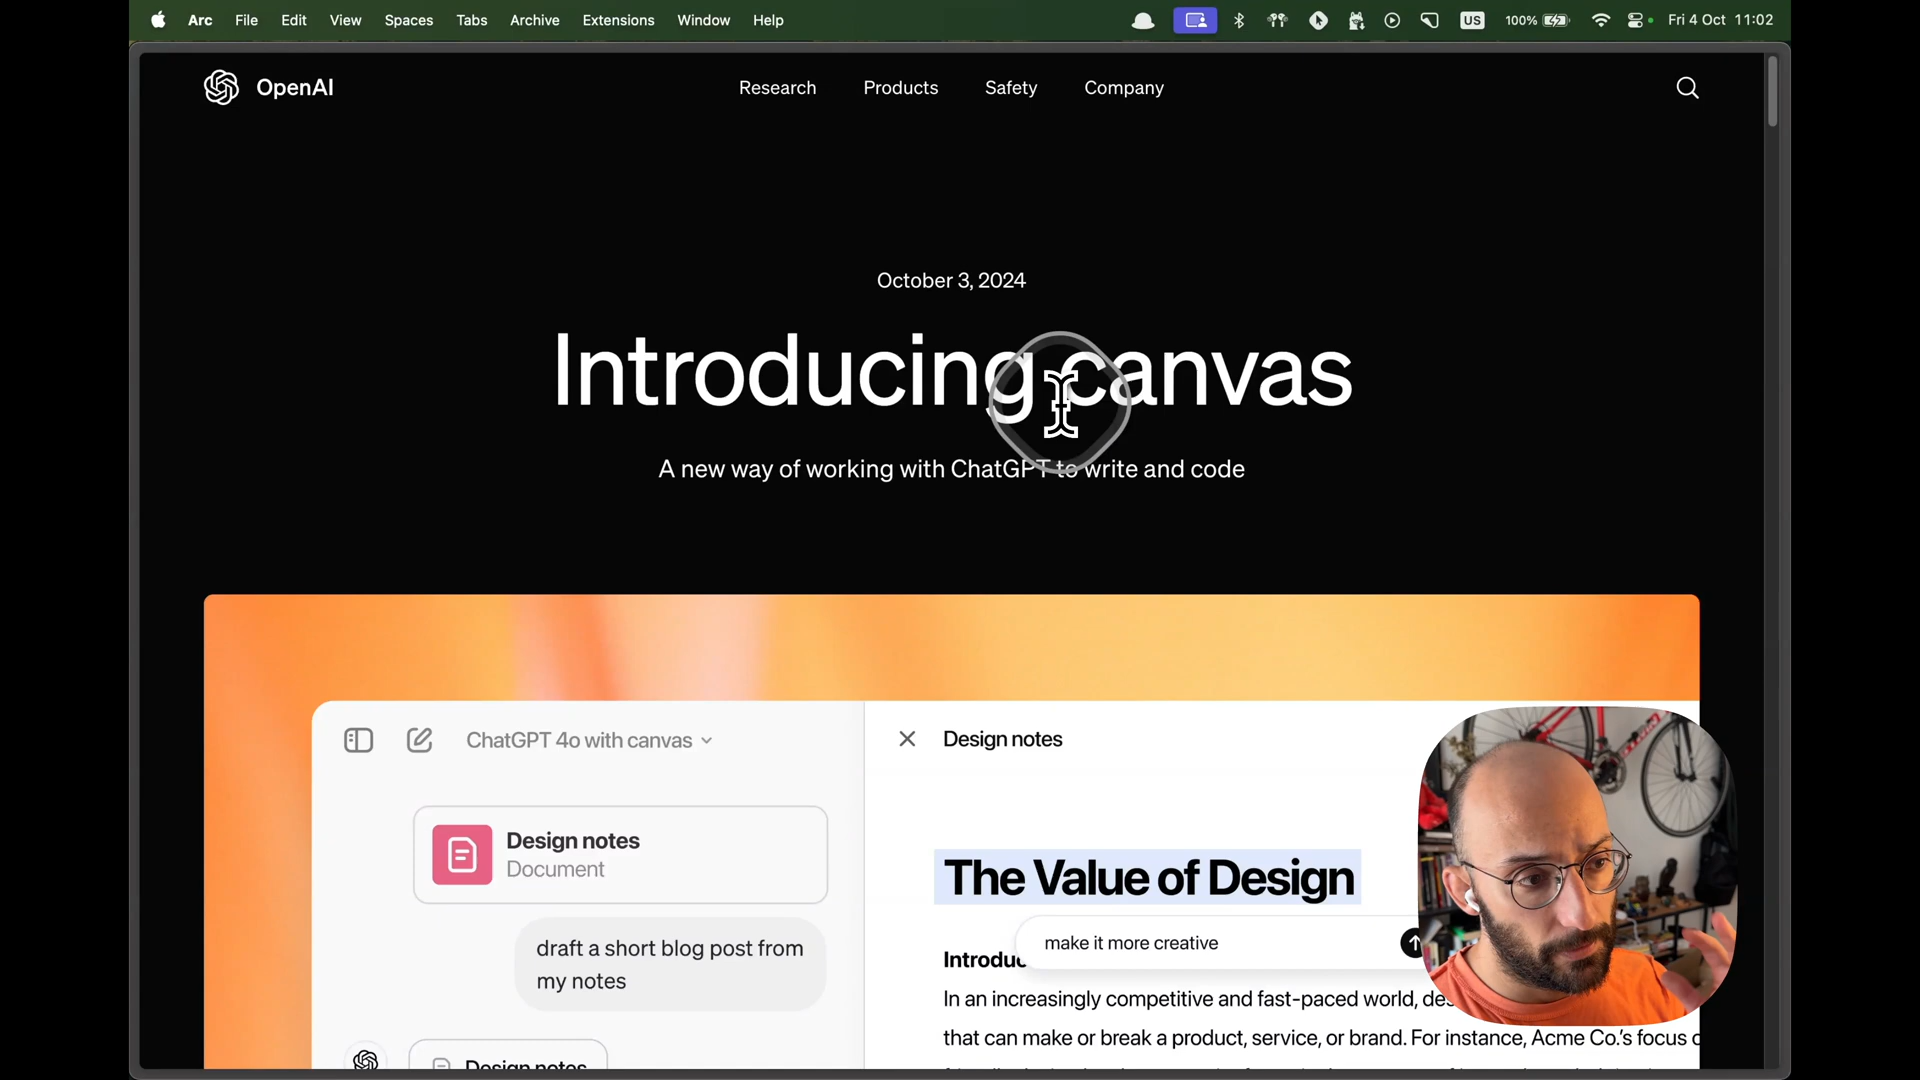 Arc File Edit View Spaces Tabs Archive Extensions Window Help US 100% Fri 4 Oct 11:02
OpenAI Research Products Safety Company
October 3, 2024
Introducing canvas
A new way of working with ChatGPT to write and code
ChatGPT 4o with canvas
Design notes
Document
draft a short blog post from
my notes
Design notes
Design notes
The Value of Design
make it more creative
In an increasingly competitive and fast-paced world,
that can make or break a product, service, or brand. For instance, Acme Co.'s focus